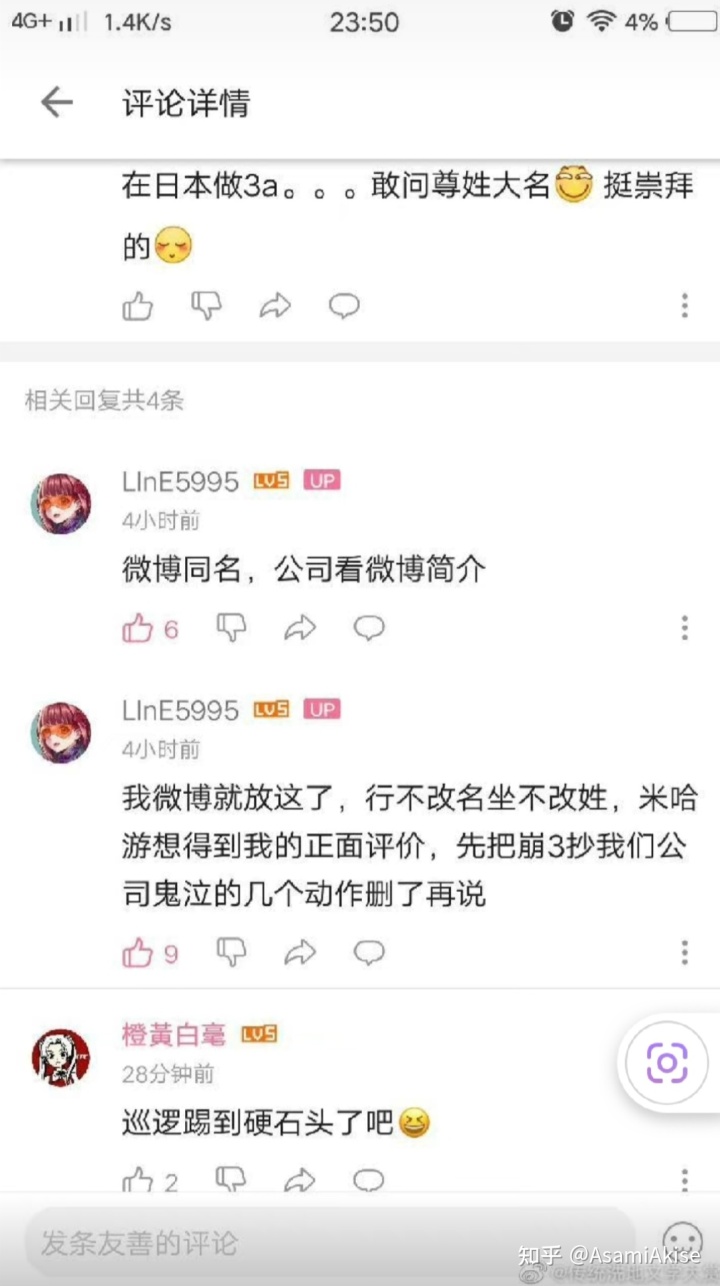 4G+ 1.4K/s 23:50 4%
评论详情
在日本做3a。。。敢问尊姓大名 挺崇拜
的
相关回复共4条
LInE5995 LV5 UP
4小时前
微博同名，公司看微博简介
6
LInE5995 LV5 UP
4小时前
我微博就放这了，行不改名坐不改姓，米哈
游想得到我的正面评价，先把崩3抄我们公
司鬼泣的几个动作删了再说
9
橙黃白毫 LV5
28分钟前
巡逻踢到硬石头了吧
2
发条友善的评论
知乎 @AsamiAkise